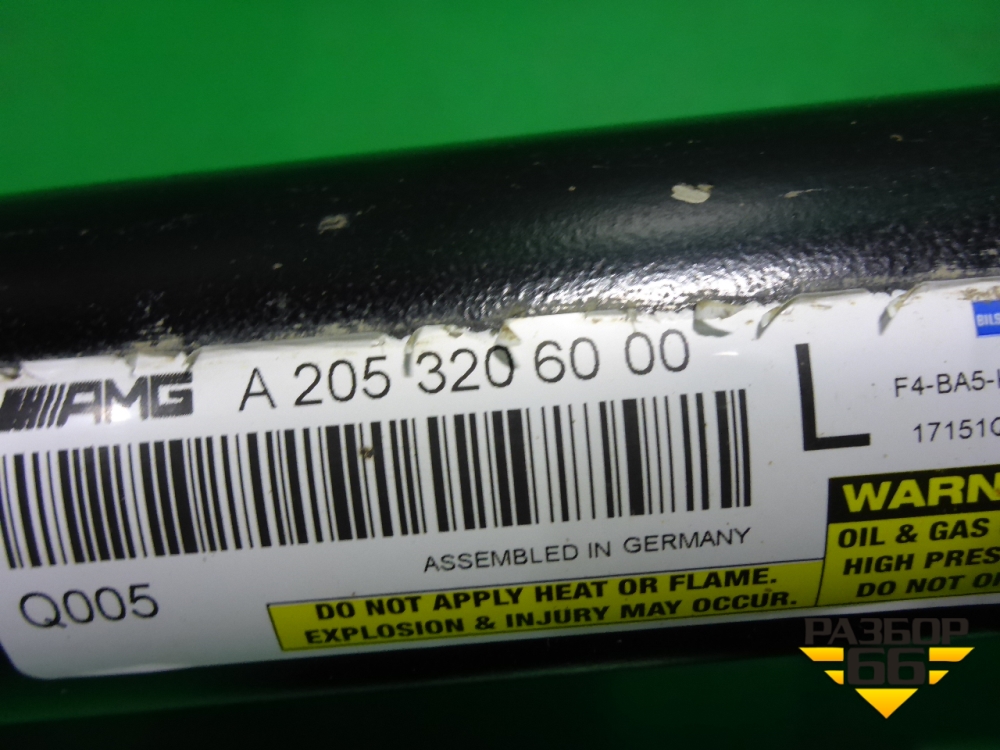 AMG A 205 320 60 00
L
BILS
F4-BA5-
17151
ASSEMBLED IN GERMANY
Q005
DO NOT APPLY HEAT OR FLAME.
EXPLOSION & INJURY MAY OCCUR.
WARN
OIL & GAS
HIGH PRES
DO NOT O
РАЗБОР
66